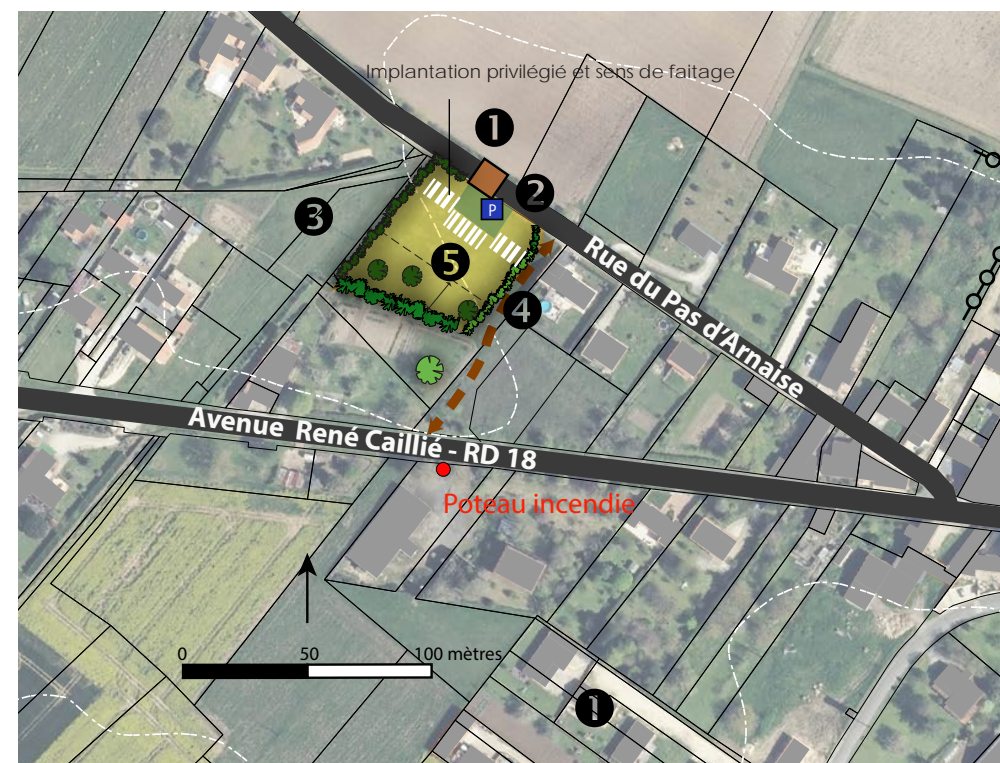 Implantation privilégié et sens de faitage
1
2
P
3
5
4
Rue du Pas d'Arnaise
Avenue René Caillié - RD 18
Poteau incendie
0 50 100 mètres
1